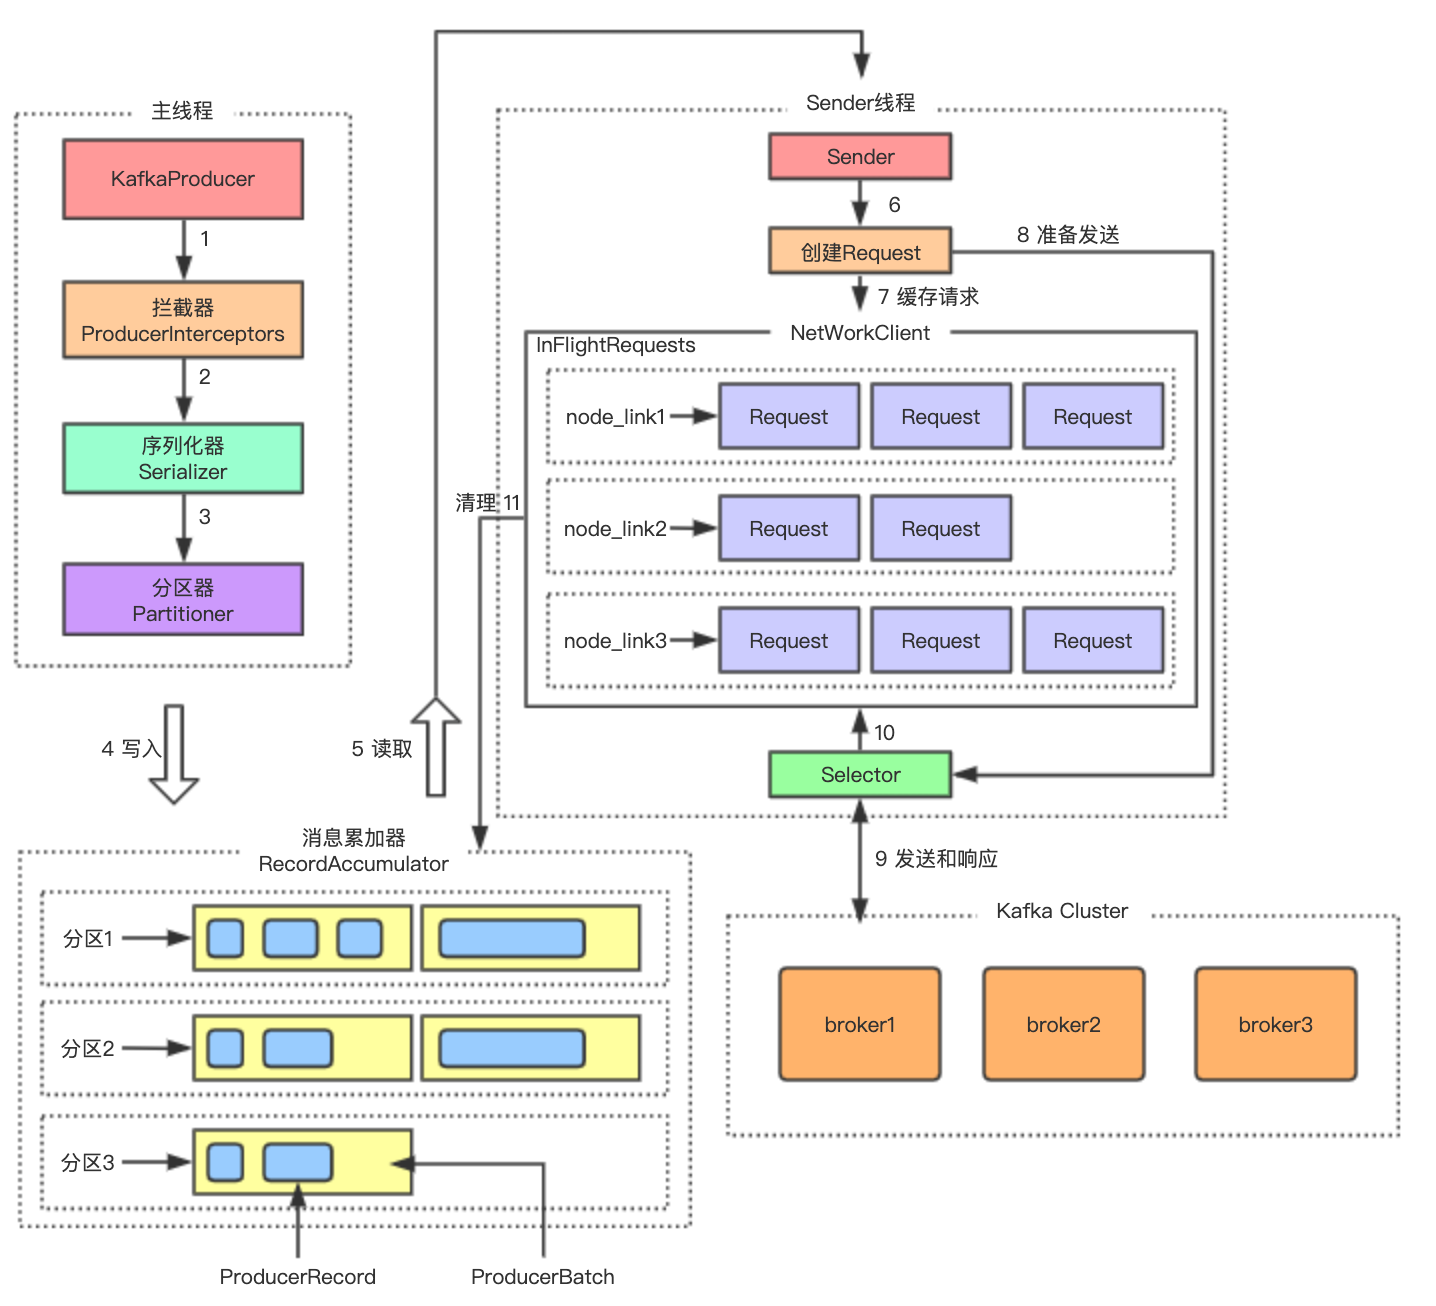 主线程
KafkaProducer
1
拦截器
ProducerInterceptors
2
序列化器
Serializer
3
分区器
Partitioner
4 写入
5 读取
Sender线程
Sender
6
创建Request
8 准备发送
7 缓存请求
NetWorkClient
InFlightRequests
node_link1
Request
Request
Request
清理 11
node_link2
Request
Request
node_link3
Request
Request
Request
10
Selector
9 发送和响应
消息累加器
RecordAccumulator
分区1
分区2
分区3
ProducerRecord
ProducerBatch
Kafka Cluster
broker1
broker2
broker3